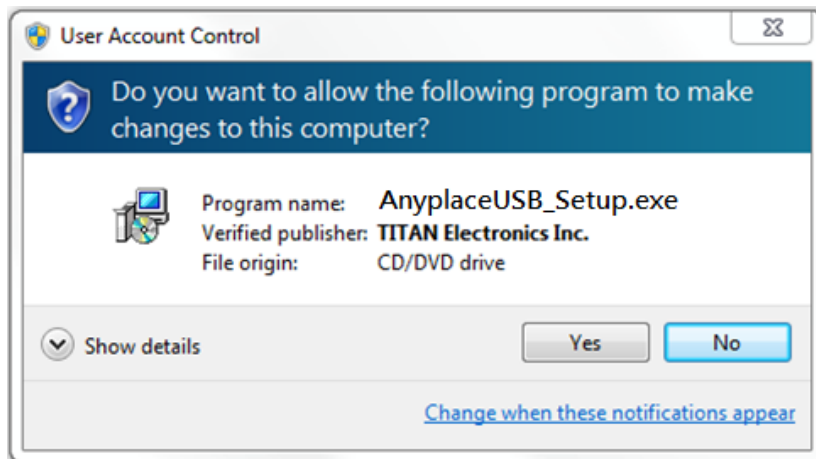 User Account Control
Do you want to allow the following program to make
changes to this computer?
Program name: AnyplaceUSB_Setup.exe
Verified publisher: TITAN Electronics Inc.
File origin: CD/DVD drive
Show details
Yes
No
Change when these notifications appear